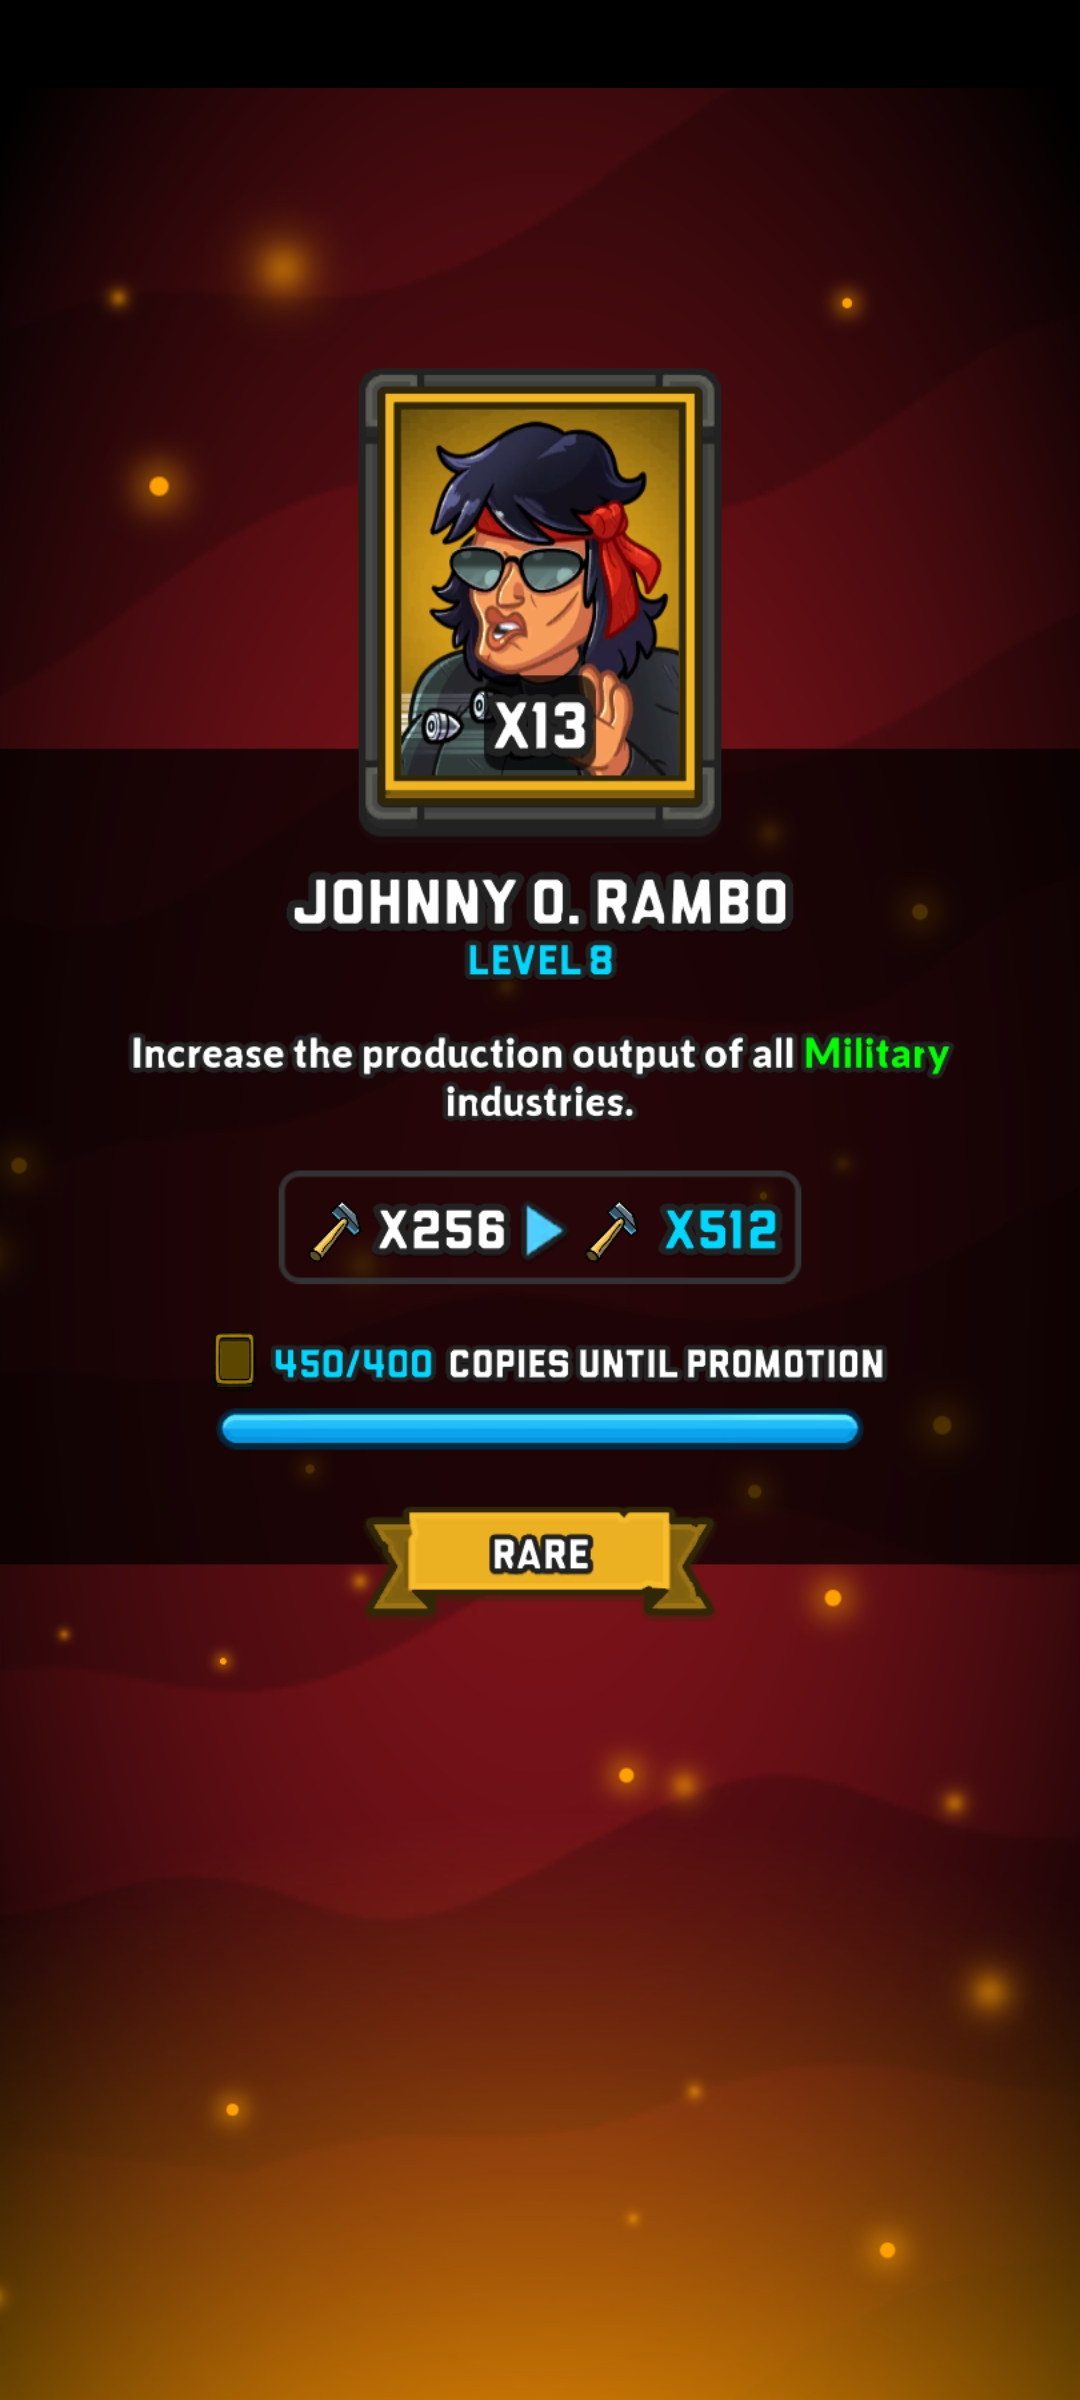 X13
JOHNNY O. RAMBO
LEVEL 8
Increase the production output of all Military
industries.
X256 X512
450/400 COPIES UNTIL PROMOTION
RARE